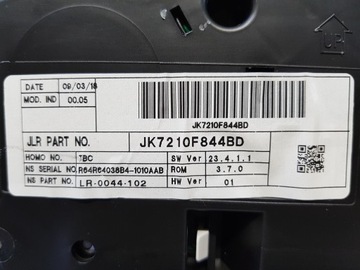 UP
DATE 09/03/18
MOD. IND 00.05
JK7210F844BD
JLR PART NO. JK7210F844BD
HOMO NO. TBC SW Ver 23.4.1.1
NS SERIAL NO. R64R64038B4-1010AAB ROM 3.7.0
NS PART NO. LR-0044-102 HW Ver 01